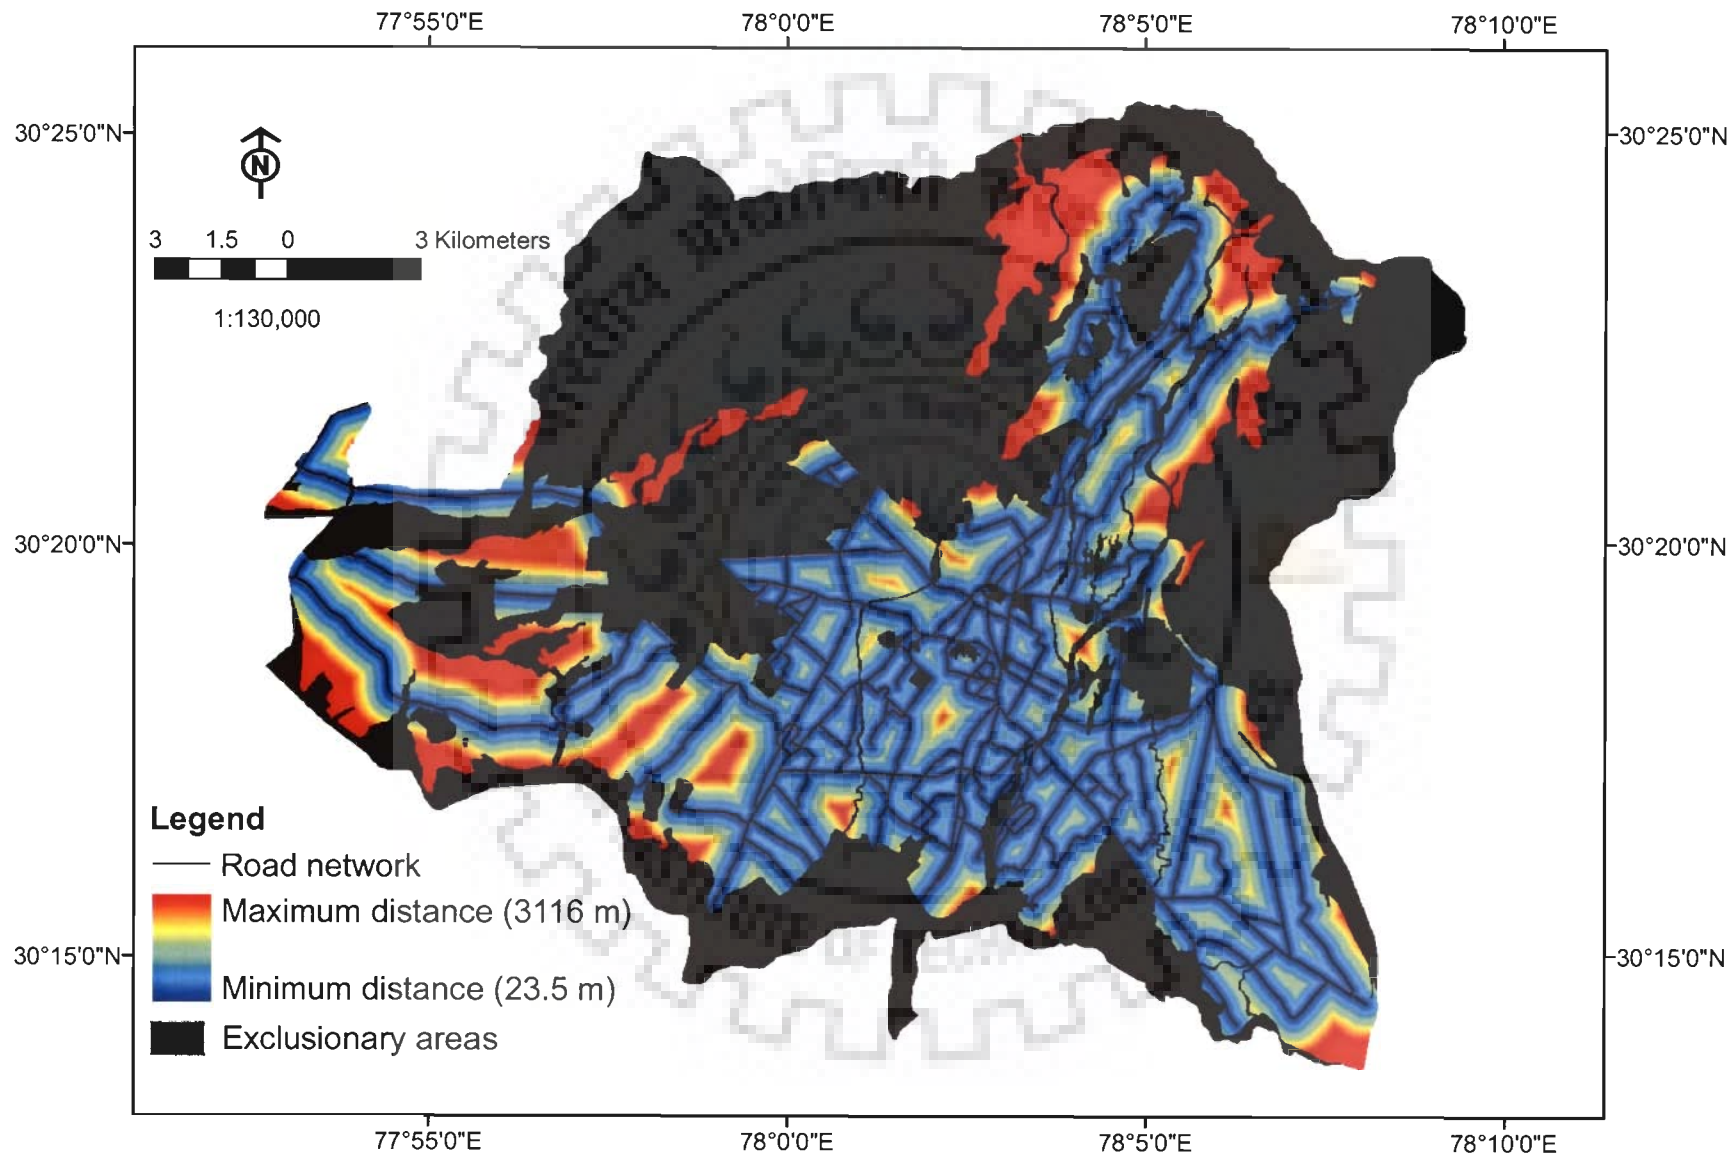 77°55'0"E 78°0'0"E 78°5'0"E 78°10'0"E
30°25'0"N 30°25'0"N
N
3 1.5 0 3 Kilometers
1:130,000
30°20'0"N 30°20'0"N
Legend
Road network
Maximum distance (3116 m)
30°15'0"N 30°15'0"N
Minimum distance (23.5 m)
Exclusionary areas
77°55'0"E 78°0'0"E 78°5'0"E 78°10'0"E